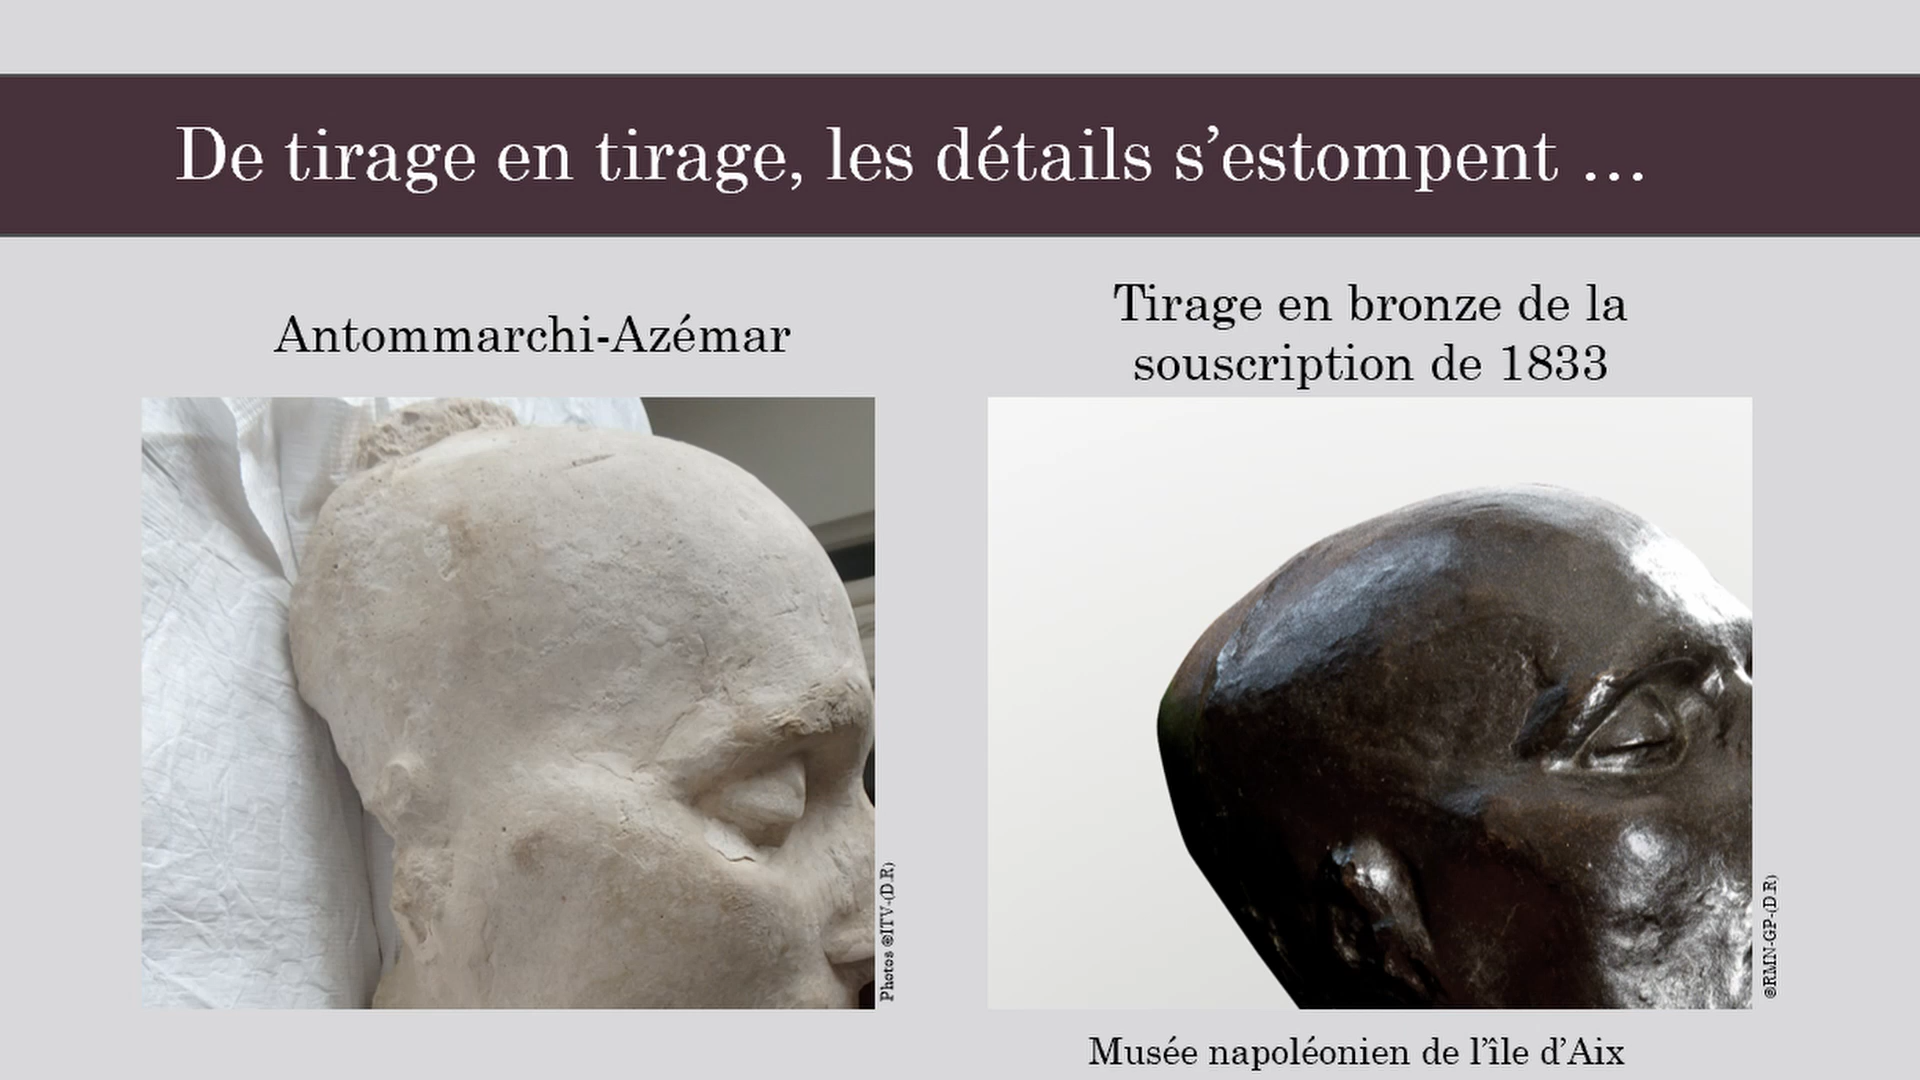 De tirage en tirage, les détails s’estompent …
Antommarchi-Azémar
Tirage en bronze de la
souscription de 1833
Photos ©ITV-(D.R)
©RMN-GP-(D.R)
Musée napoléonien de l’île d’Aix